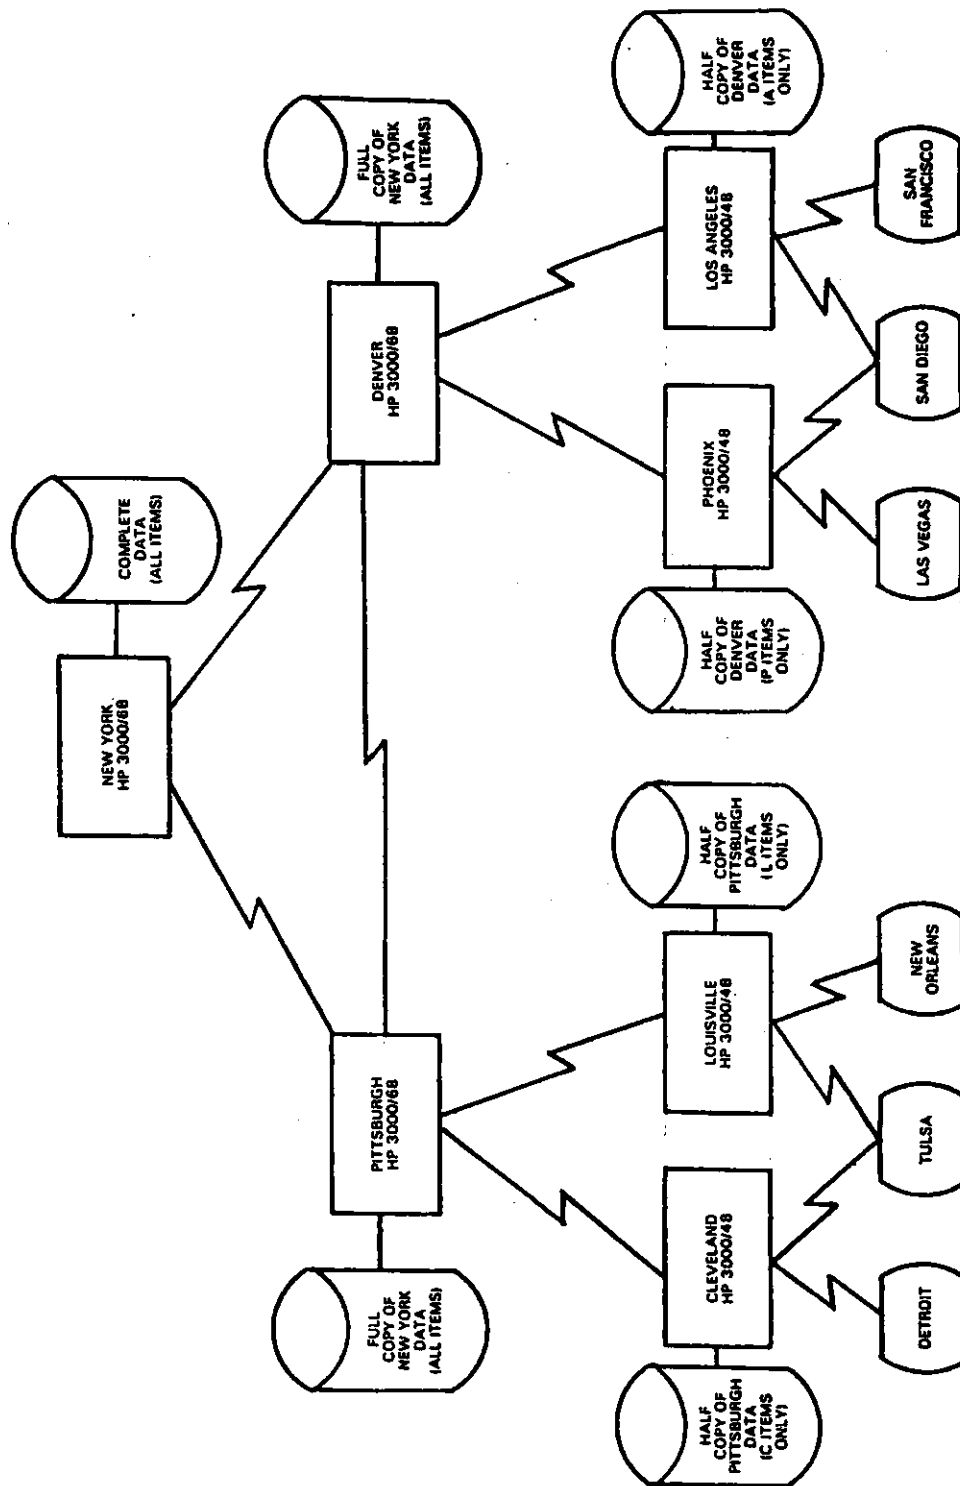 COMPLETE
DATA
(ALL ITEMS)
NEW YORK
HP 3000/68
FULL
COPY OF
NEW YORK
DATA
(ALL ITEMS)
PITTSBURGH
HP 3000/68
DENVER
HP 3000/68
FULL
COPY OF
NEW YORK
DATA
(ALL ITEMS)
HALF
COPY OF
PITTSBURGH
DATA
(C ITEMS
ONLY)
CLEVELAND
HP 3000/48
LOUISVILLE
HP 3000/48
HALF
COPY OF
PITTSBURGH
DATA
(L ITEMS
ONLY)
HALF
COPY OF
DENVER
DATA
(P ITEMS
ONLY)
PHOENIX
HP 3000/48
LOS ANGELES
HP 3000/48
HALF
COPY OF
DENVER
DATA
(A ITEMS
ONLY)
DETROIT
TULSA
NEW
ORLEANS
LAS VEGAS
SAN DIEGO
SAN
FRANCISCO